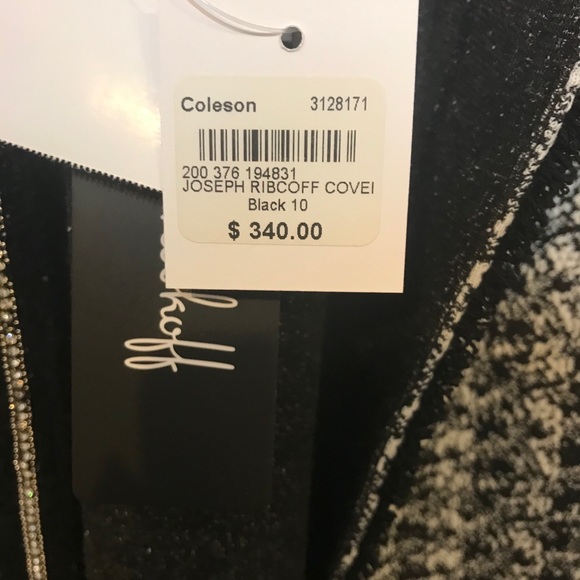 Coleson 3128171
200 376 194831
JOSEPH RIBCOFF COVEI
Black 10
$ 340.00